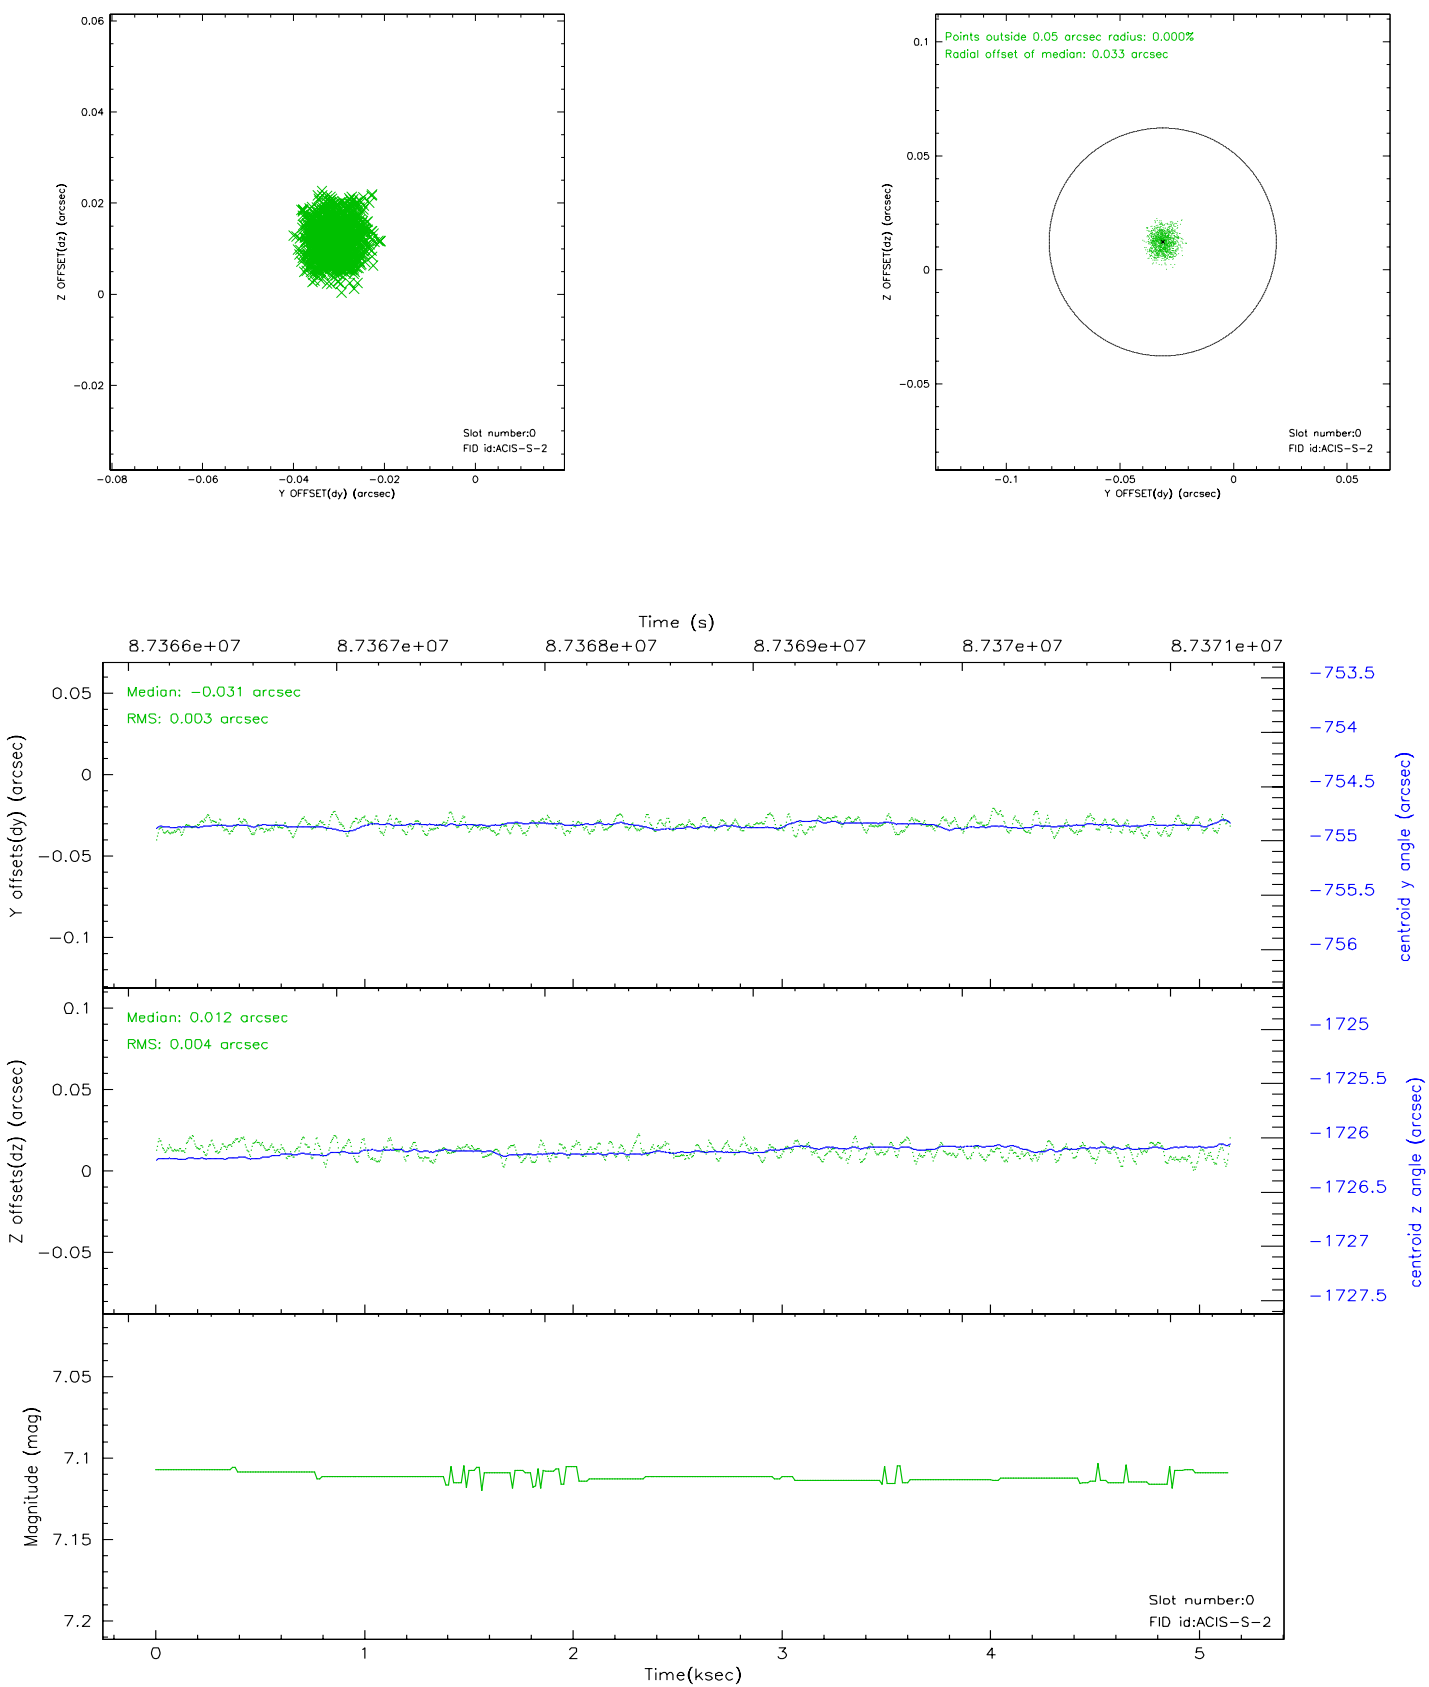 0.06
0.04
0.02
0
-0.02
Z OFFSET(dz) (arcsec)
Slot number:0
FID id:ACIS-S-2
-0.08 -0.06 -0.04 -0.02 0
Y OFFSET(dy) (arcsec)
Points outside 0.05 arcsec radius: 0.000%
Radial offset of median: 0.033 arcsec
0.1
0.05
0
-0.05
Z OFFSET(dz) (arcsec)
Slot number:0
FID id:ACIS-S-2
-0.1 -0.05 0 0.05
Y OFFSET(dy) (arcsec)
Time (s)
8.7366e+07 8.7367e+07 8.7368e+07 8.7369e+07 8.737e+07 8.7371e+07
Median: -0.031 arcsec
RMS: 0.003 arcsec
0.05
0
-0.05
-0.1
Y offsets(dy) (arcsec)
-753.5
-754
-754.5
-755
-755.5
-756
centroid y angle (arcsec)
Median: 0.012 arcsec
RMS: 0.004 arcsec
0.1
0.05
0
-0.05
Z offsets(dz) (arcsec)
-1725
-1725.5
-1726
-1726.5
-1727
-1727.5
centroid z angle (arcsec)
7.05
7.1
7.15
7.2
Magnitude (mag)
Slot number:0
FID id:ACIS-S-2
0 1 2 3 4 5
Time(ksec)